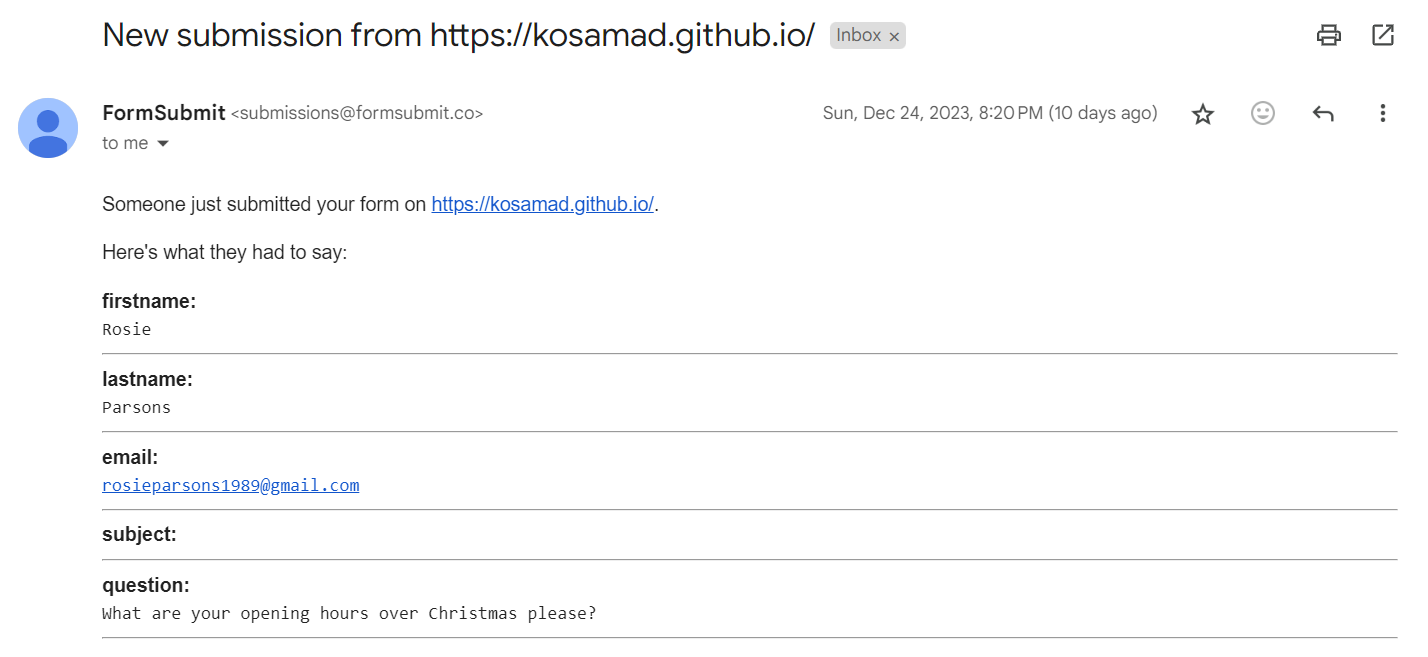 New submission from https://kosamad.github.io/ Inbox ×
FormSubmit <submissions@formsubmit.co> Sun, Dec 24, 2023, 8:20 PM (10 days ago)
to me
Someone just submitted your form on https://kosamad.github.io/.
Here's what they had to say:
firstname:
Rosie
lastname:
Parsons
email:
rosieparsons1989@gmail.com
subject:
question:
What are your opening hours over Christmas please?